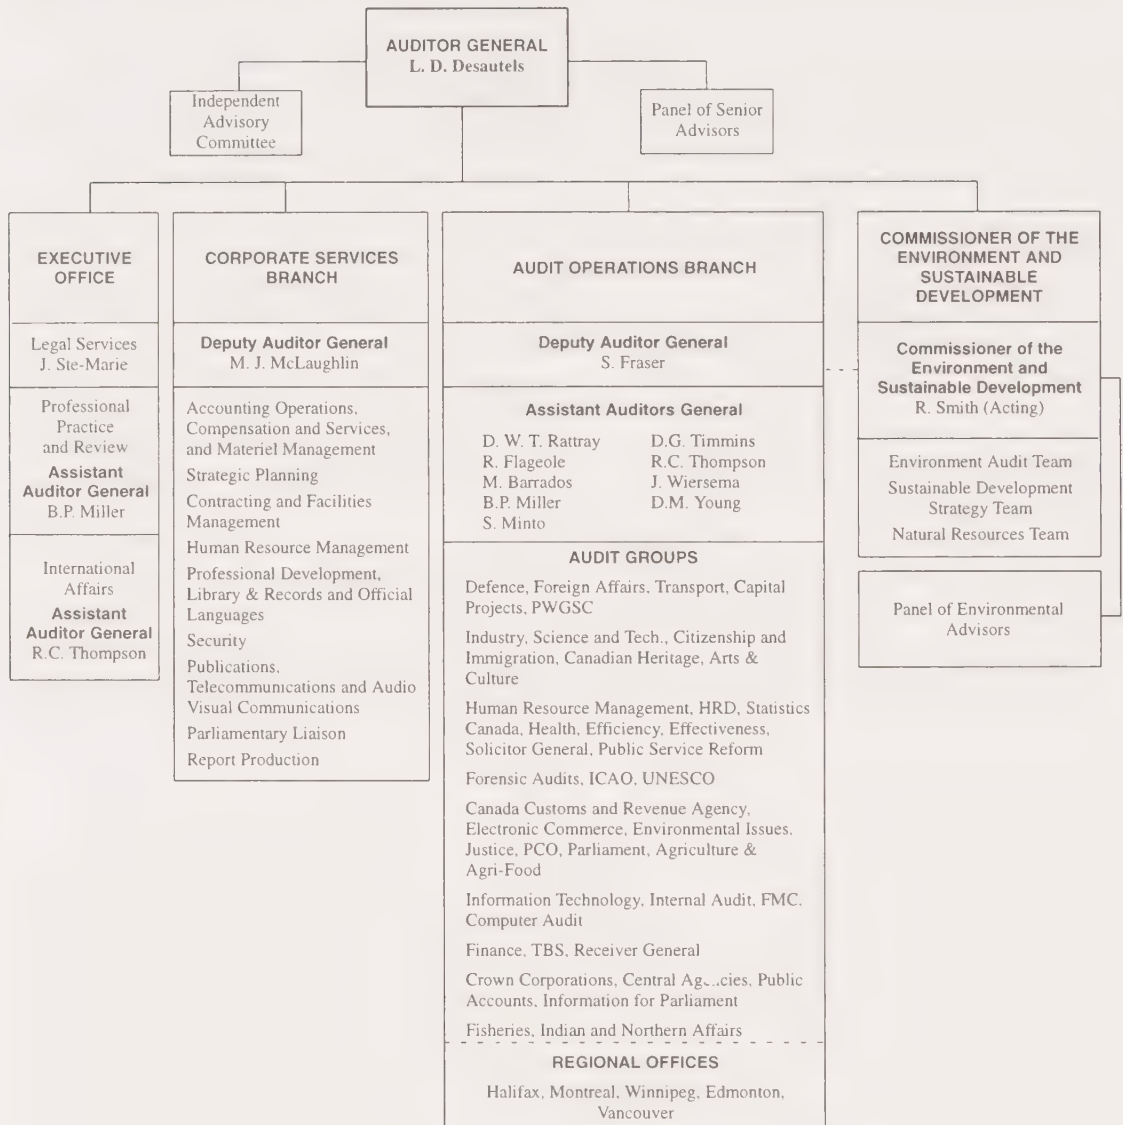 AUDITOR GENERAL
L. D. Desautels
Independent
Advisory
Committee
Panel of Senior
Advisors
EXECUTIVE
OFFICE
Legal Services
J. Ste-Marie
Professional
Practice
and Review
Assistant
Auditor General
B.P. Miller
International
Affairs
Assistant
Auditor General
R.C. Thompson
CORPORATE SERVICES
BRANCH
Deputy Auditor General
M. J. McLaughlin
Accounting Operations,
Compensation and Services,
and Materiel Management
Strategic Planning
Contracting and Facilities
Management
Human Resource Management
Professional Development,
Library & Records and Official
Languages
Security
Publications,
Telecommunications and Audio
Visual Communications
Parliamentary Liaison
Report Production
AUDIT OPERATIONS BRANCH
Deputy Auditor General
S. Fraser
Assistant Auditors General
D. W. T. Rattray
R. Flageole
M. Barrados
B.P. Miller
S. Minto
D.G. Timmins
R.C. Thompson
J. Wiersema
D.M. Young
AUDIT GROUPS
Defence, Foreign Affairs, Transport, Capital
Projects, PWGSC
Industry, Science and Tech., Citizenship and
Immigration, Canadian Heritage, Arts &
Culture
Human Resource Management, HRD, Statistics
Canada, Health, Efficiency, Effectiveness,
Solicitor General, Public Service Reform
Forensic Audits, ICAO, UNESCO
Canada Customs and Revenue Agency,
Electronic Commerce, Environmental Issues,
Justice, PCO, Parliament, Agriculture &
Agri-Food
Information Technology, Internal Audit, FMC,
Computer Audit
Finance, TBS, Receiver General
Crown Corporations, Central Public
Accounts, Information for Parliament
Fisheries, Indian and Northern Affairs
REGIONAL OFFICES
Halifax, Montreal, Winnipeg, Edmonton,
Vancouver
COMMISSIONER OF THE
ENVIRONMENT AND
SUSTAINABLE
DEVELOPMENT
Commissioner of the
Environment and
Sustainable Development
R. Smith (Acting)
Environment Audit Team
Sustainable Development
Strategy Team
Natural Resources Team
Panel of Environmental
Advisors